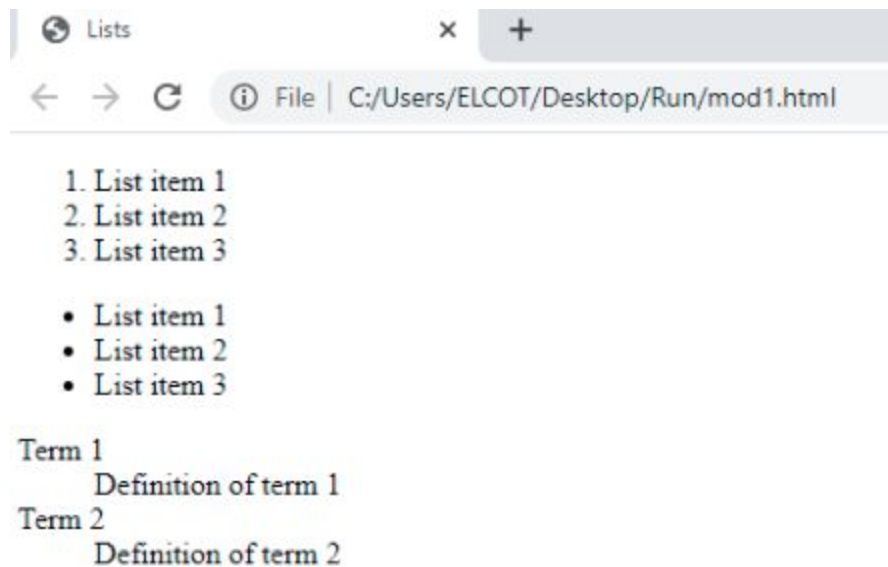 Lists
File | C:/Users/ELCOT/Desktop/Run/mod1.html
1. List item 1
2. List item 2
3. List item 3
• List item 1
• List item 2
• List item 3
Term 1
Definition of term 1
Term 2
Definition of term 2